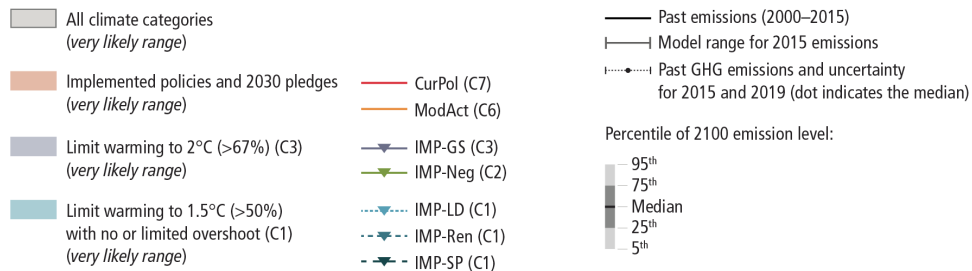 All climate categories
(very likely range)
Implemented policies and 2030 pledges
(very likely range)
Limit warming to 2°C (>67%) (C3)
(very likely range)
Limit warming to 1.5°C (>50%)
with no or limited overshoot (C1)
(very likely range)
CurPol (C7)
ModAct (C6)
IMP-GS (C3)
IMP-Neg (C2)
IMP-LD (C1)
IMP-Ren (C1)
IMP-SP (C1)
Past emissions (2000–2015)
Model range for 2015 emissions
Past GHG emissions and uncertainty
for 2015 and 2019 (dot indicates the median)
Percentile of 2100 emission level:
95th
75th
Median
25th
5th